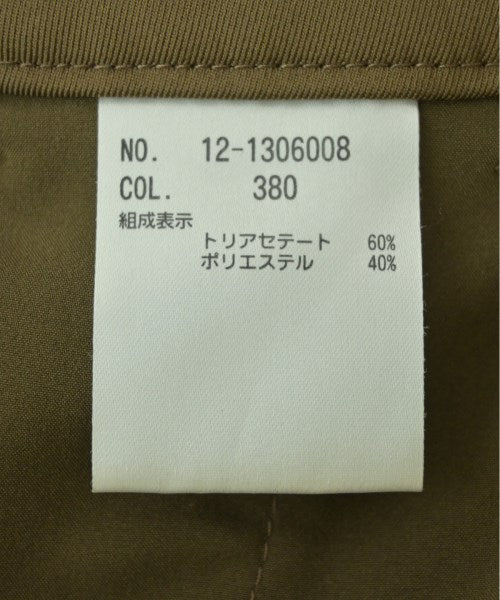 NO. 12-1306008
COL. 380
組成表示
トリアセテート 60%
ポリエステル 40%